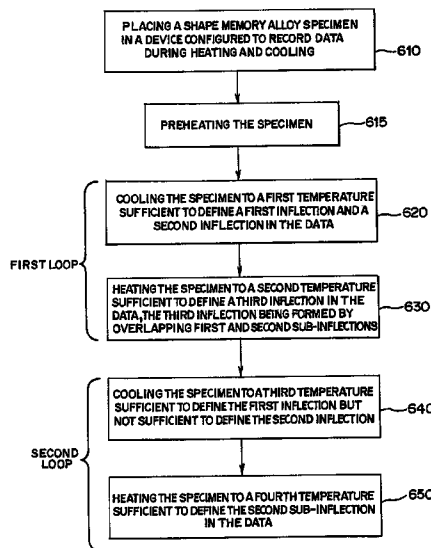 PLACING A SHAPE MEMORY ALLOY SPECIMEN
IN A DEVICE CONFIGURED TO RECORD DATA
DURING HEATING AND COOLING
610
PREHEATING THE SPECIMEN
615
FIRST LOOP
COOLING THE SPECIMEN TO A FIRST TEMPERATURE
SUFFICIENT TO DEFINE A FIRST INFLECTION AND A
SECOND INFLECTION IN THE DATA
620
HEATING THE SPECIMEN TO A SECOND TEMPERATURE
SUFFICIENT TO DEFINE A THIRD INFLECTION IN THE
DATA, THE THIRD INFLECTION BEING FORMED BY
OVERLAPPING FIRST AND SECOND SUB-INFLECTIONS
630
SECOND
LOOP
COOLING THE SPECIMEN TO A THIRD TEMPERATURE
SUFFICIENT TO DEFINE THE FIRST INFLECTION BUT
NOT SUFFICIENT TO DEFINE THE SECOND INFLECTION
640
HEATING THE SPECIMEN TO A FOURTH TEMPERATURE
SUFFICIENT TO DEFINE THE SECOND SUB-INFLECTION
IN THE DATA
650